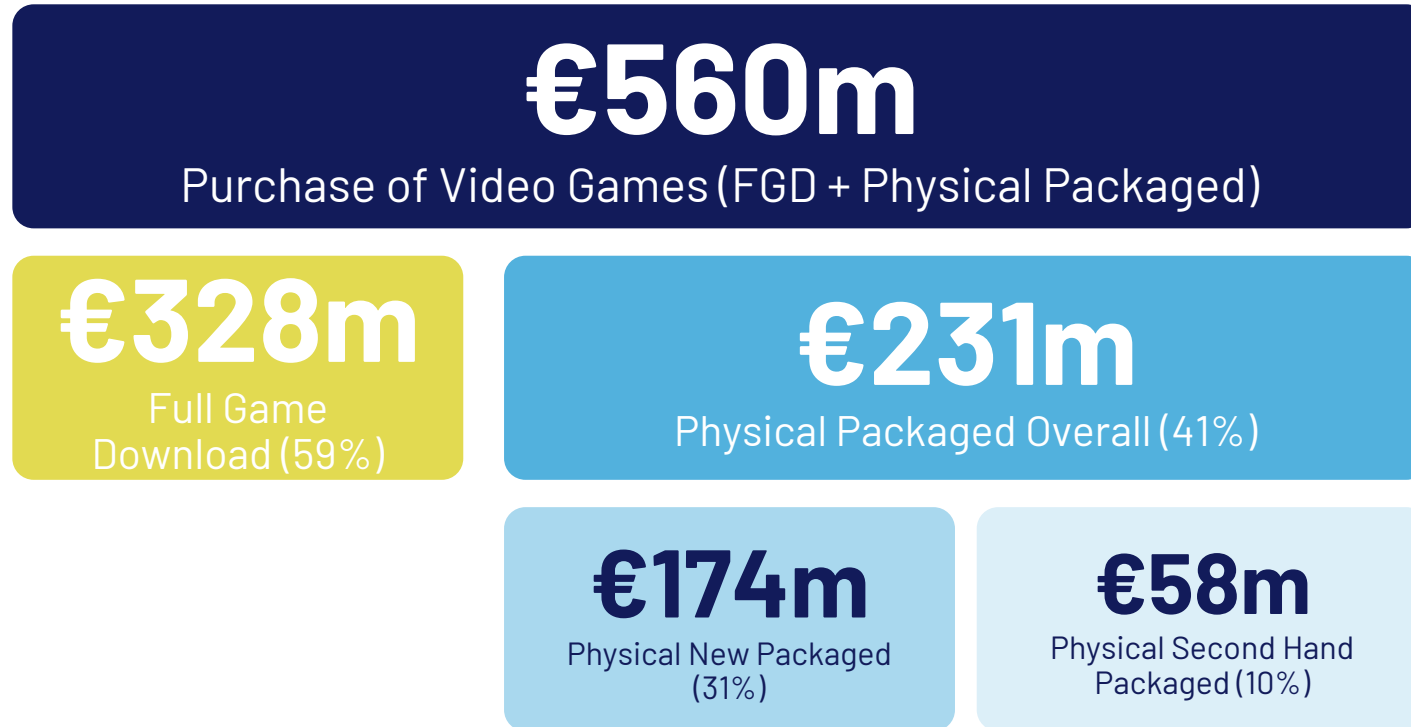 €560m
Purchase of Video Games (FGD + Physical Packaged)
€328m
Full Game
Download (59%)
€231m
Physical Packaged Overall (41%)
€174m
Physical New Packaged
(31%)
€58m
Physical Second Hand
Packaged (10%)